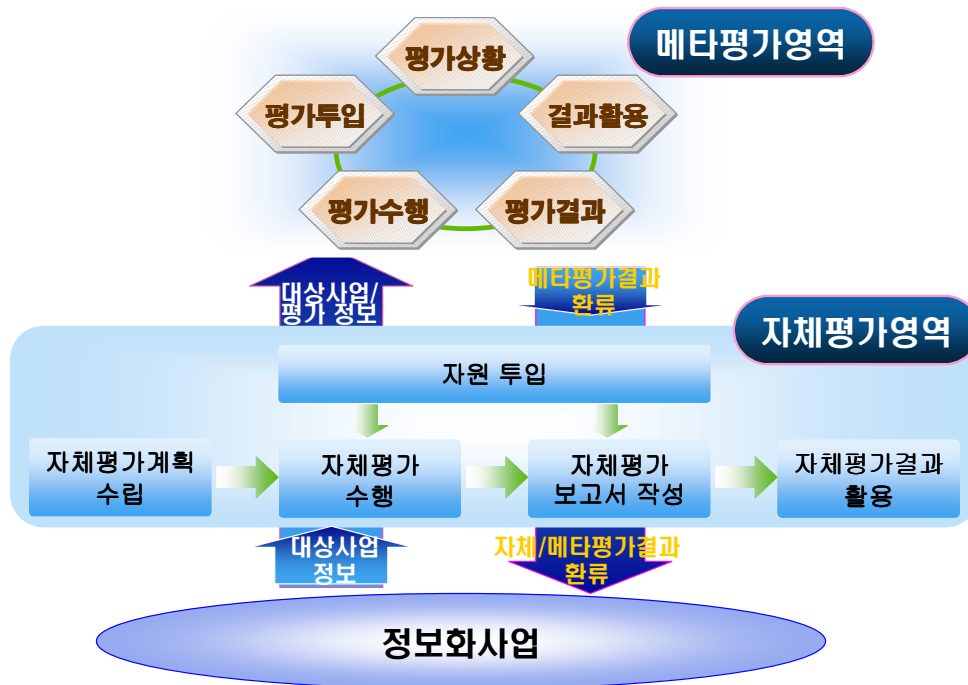 메타평가영역
평가상황
평가투입
결과활용
평가수행
평가결과
대상사업/
평가 정보
메타평가결과
환류
자체평가영역
자원 투입
자체평가계획
수립
자체평가
수행
자체평가
보고서 작성
자체평가결과
활용
대상사업
정보
자체/메타평가결과
환류
정보화사업